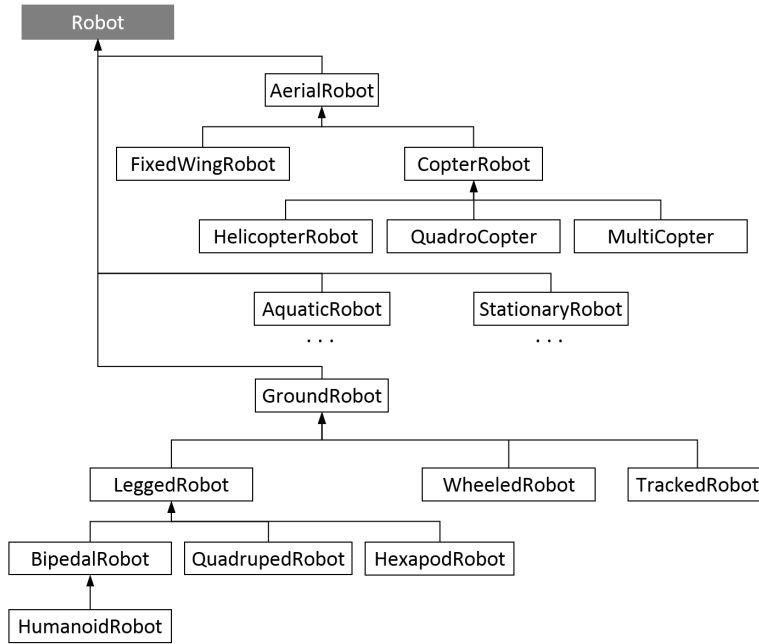 Robot
AerialRobot
FixedWingRobot CopterRobot
HelicopterRobot QuadroCopter MultiCopter
AquaticRobot StationaryRobot
. . . . . .
GroundRobot
LeggedRobot WheeledRobot TrackedRobot
BipedalRobot QuadrupedRobot HexapodRobot
HumanoidRobot